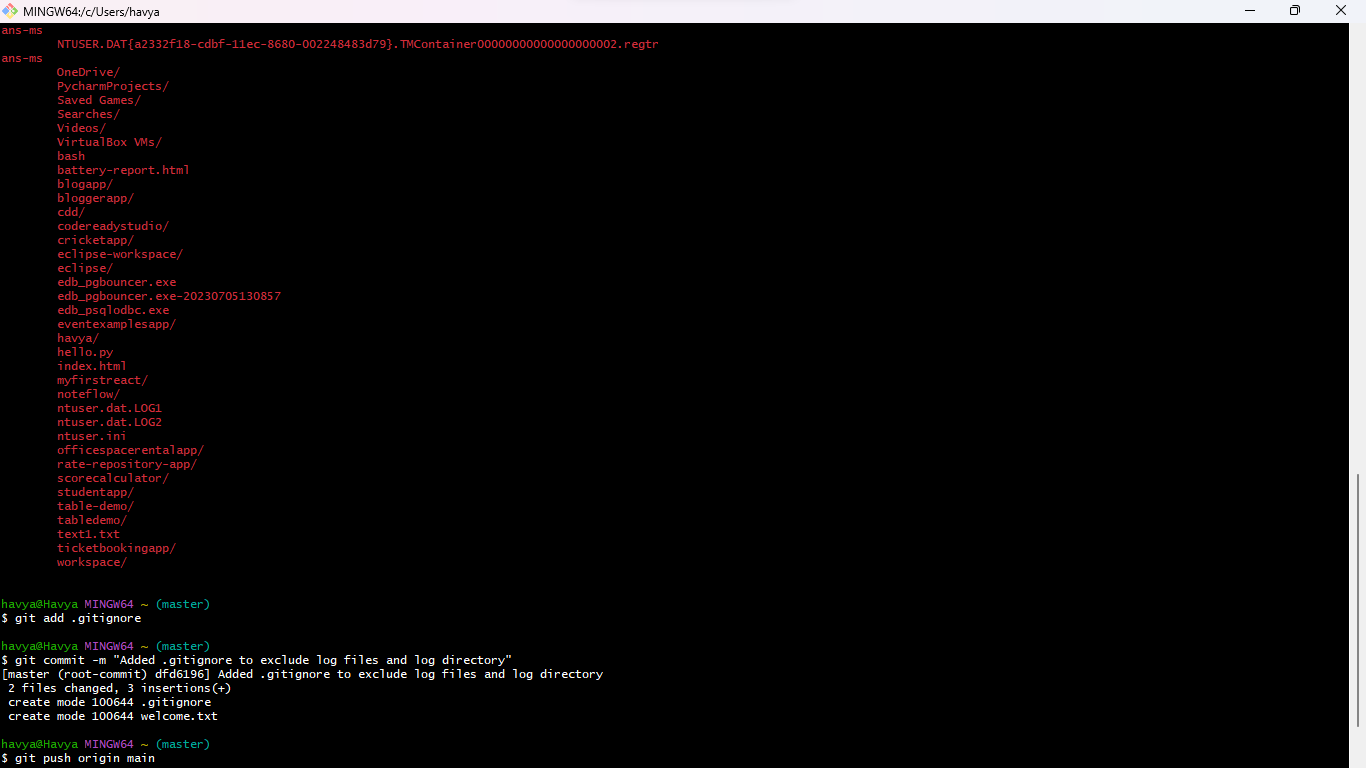 MINGW64:/c/Users/havya
ans-ms
NTUSER.DAT{a2332f18-cdbf-11ec-8680-002248483d79}.TMContainer00000000000000000002.regtr
ans-ms
OneDrive/
PycharmProjects/
Saved Games/
Searches/
Videos/
VirtualBox VMs/
bash
battery-report.html
blogapp/
bloggerapp/
cdd/
codereadystudio/
cricketapp/
eclipse-workspace/
eclipse/
edb_pgbouncer.exe
edb_pgbouncer.exe-20230705130857
edb_psqlodbc.exe
eventexamplesapp/
havya/
hello.py
index.html
myfirstreact/
noteflow/
ntuser.dat.LOG1
ntuser.dat.LOG2
ntuser.ini
officespacerentalapp/
rate-repository-app/
scorecalculator/
studentapp/
table-demo/
tabledemo/
text1.txt
ticketbookingapp/
workspace/
havya@Havya MINGW64 ~ (master)
$ git add .gitignore
havya@Havya MINGW64 ~ (master)
$ git commit -m "Added .gitignore to exclude log files and log directory"
[master (root-commit) dfd6196] Added .gitignore to exclude log files and log directory
2 files changed, 3 insertions(+)
create mode 100644 .gitignore
create mode 100644 welcome.txt
havya@Havya MINGW64 ~ (master)
$ git push origin main